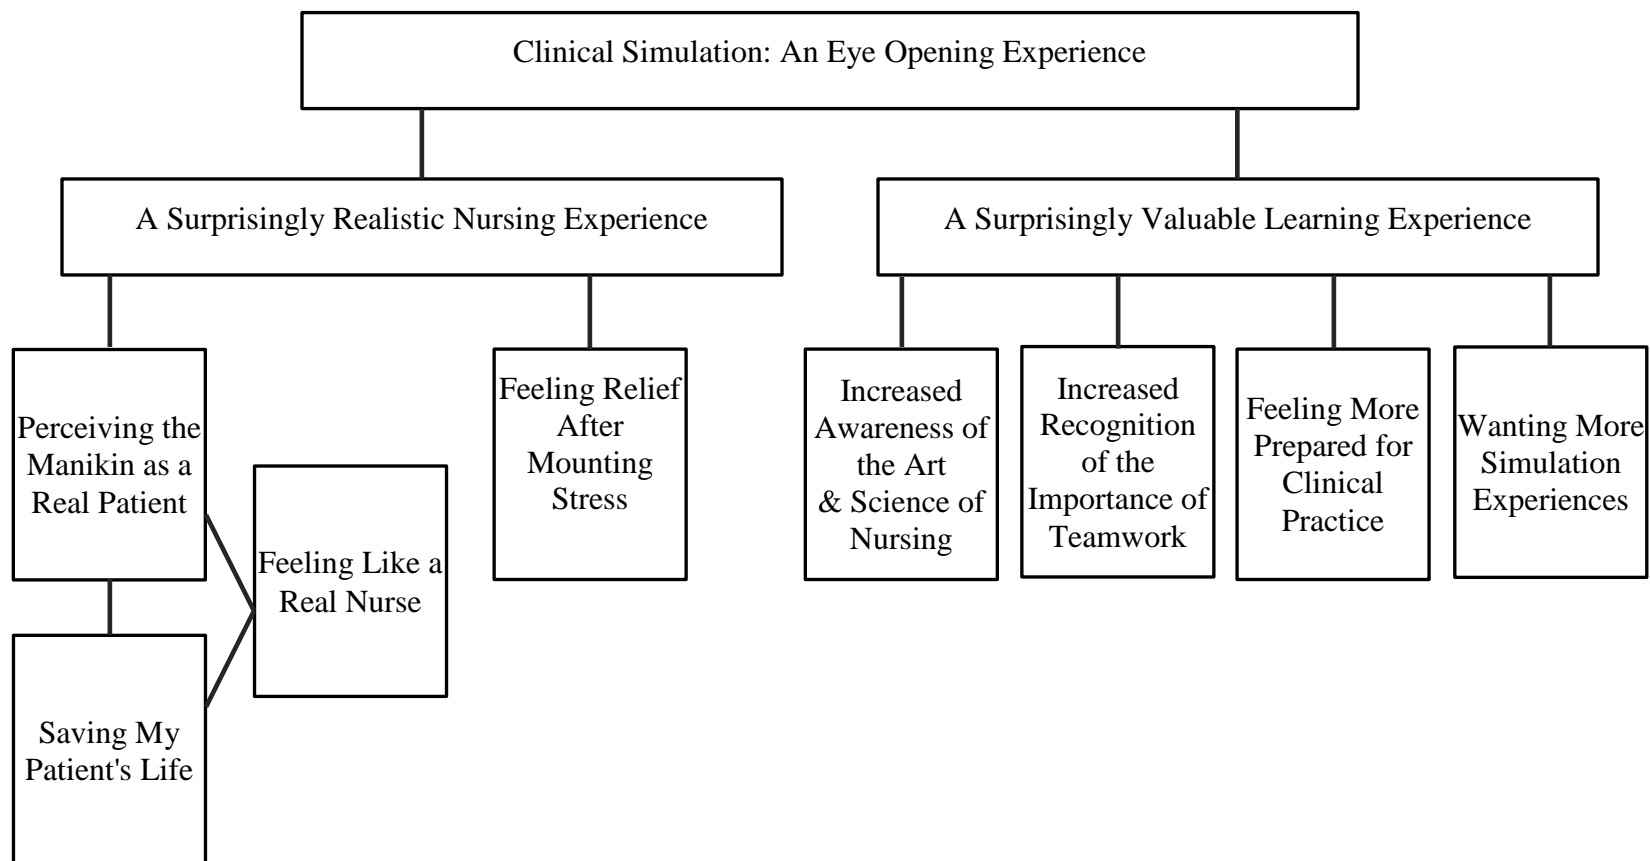 Clinical Simulation: An Eye Opening Experience
A Surprisingly Realistic Nursing Experience
A Surprisingly Valuable Learning Experience
Perceiving the
Manikin as a
Real Patient
Feeling Like a
Real Nurse
Saving My
Patient's Life
Feeling Relief
After
Mounting
Stress
Increased
Awareness of
the Art
& Science of
Nursing
Increased
Recognition
of the
Importance of
Teamwork
Feeling More
Prepared for
Clinical
Practice
Wanting More
Simulation
Experiences